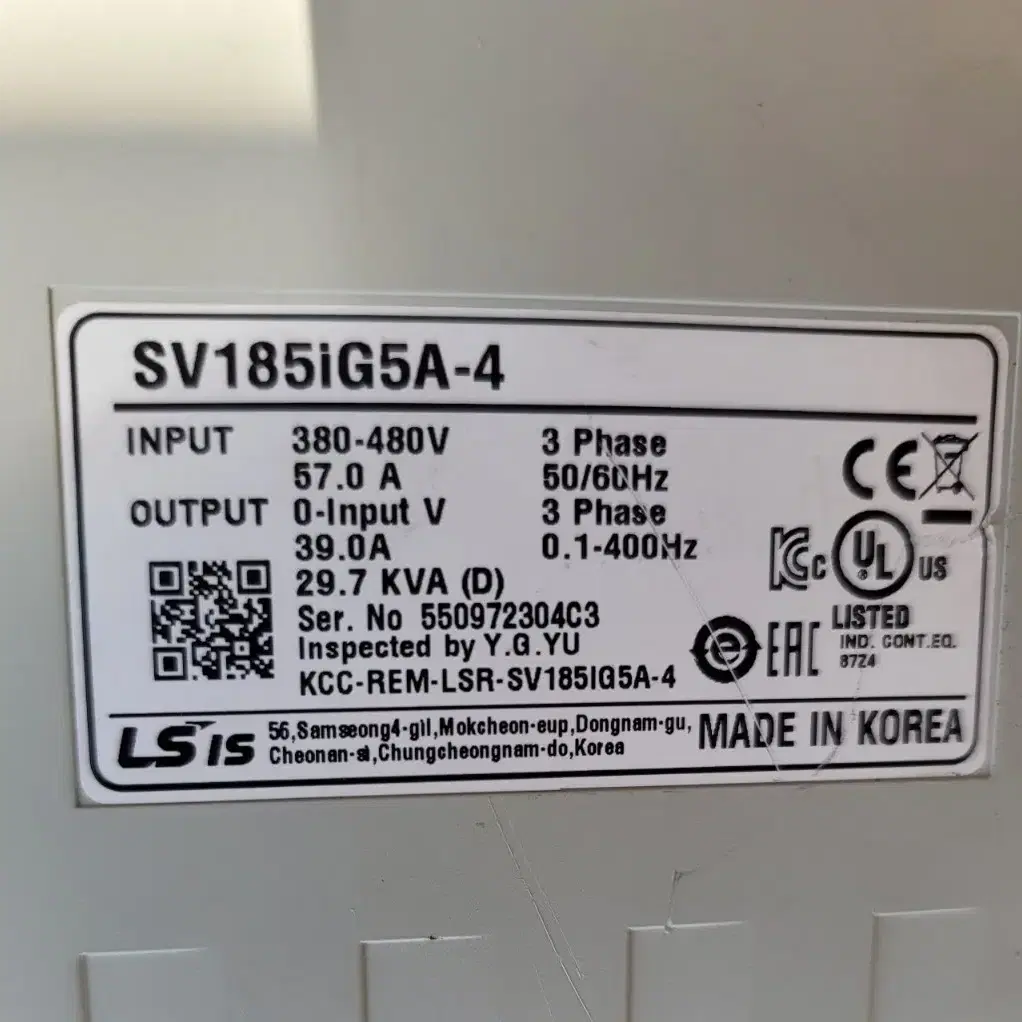 SV185iG5A-4
INPUT 380-480V 3 Phase
57.0 A 50/60Hz
OUTPUT 0-Input V 3 Phase
39.0A 0.1-400Hz
29.7 KVA (D)
Ser. No 550972304C3
Inspected by Y.G.YU
KCC-REM-LSR-SV185IG5A-4
CE
KC C UL US
LISTED
IND. CONT.EQ.
87Z4
EAC
LSIS
56,Samseong4-gil,Mokcheon-eup,Dongnam-gu,
Cheonan-si,Chungcheongnam-do,Korea
MADE IN KOREA